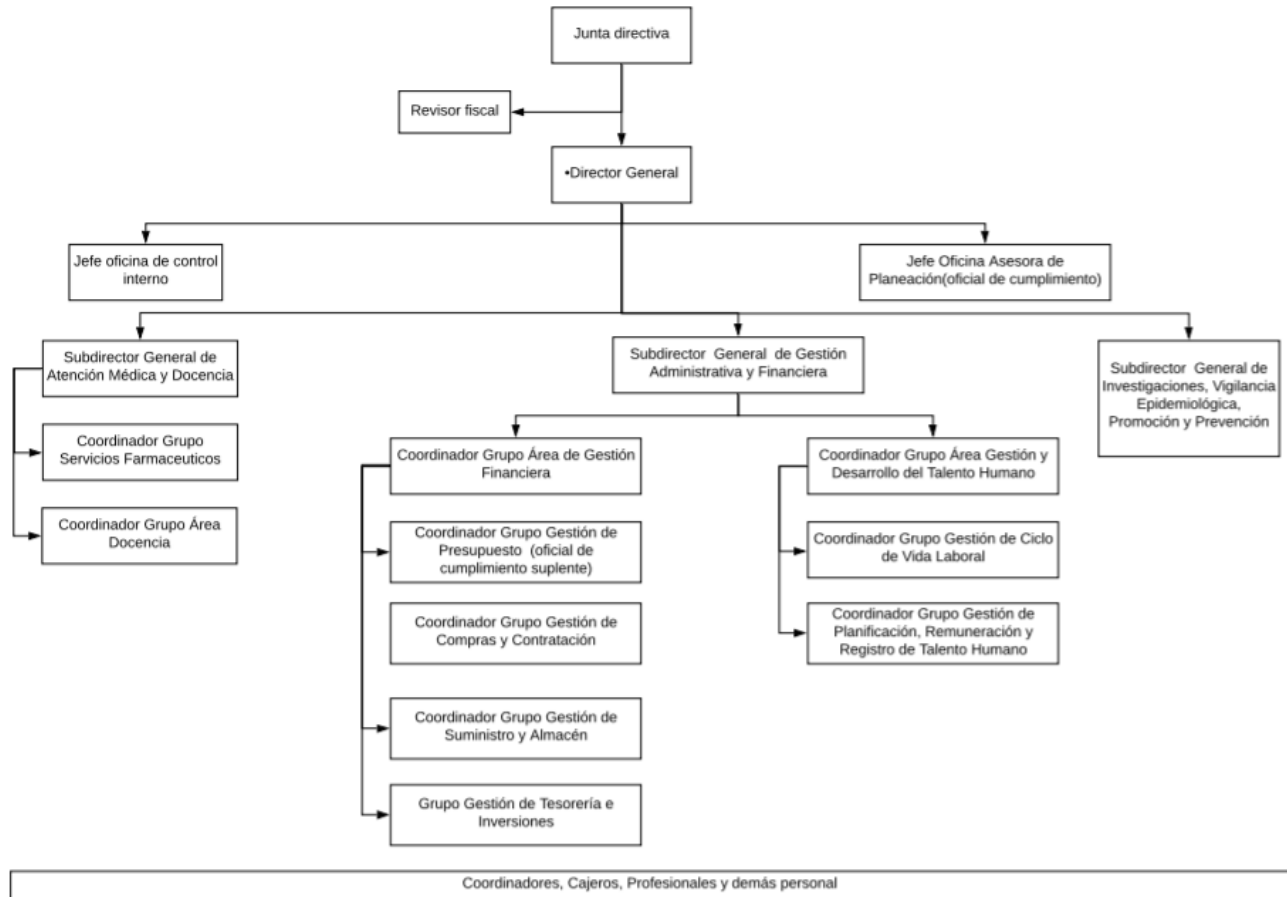 Junta directiva
Revisor fiscal
•Director General
Jefe oficina de control
interno
Jefe Oficina Asesora de
Planeación(oficial de cumplimiento)
Subdirector General de
Atención Médica y Docencia
Subdirector General de Gestión
Administrativa y Financiera
Subdirector General de
Investigaciones, Vigilancia
Epidemiológica,
Promoción y Prevención
Coordinador Grupo
Servicios Farmaceuticos
Coordinador Grupo Área
Docencia
Coordinador Grupo Área de Gestión
Financiera
Coordinador Grupo Gestión de
Presupuesto (oficial de
cumplimiento suplente)
Coordinador Grupo Gestión de
Compras y Contratación
Coordinador Grupo Gestión de
Suministro y Almacén
Grupo Gestión de Tesorería e
Inversiones
Coordinador Grupo Área Gestión y
Desarrollo del Talento Humano
Coordinador Grupo Gestión de Ciclo
de Vida Laboral
Coordinador Grupo Gestión de
Planificación, Remuneración y
Registro de Talento Humano
Coordinadores, Cajeros, Profesionales y demás personal